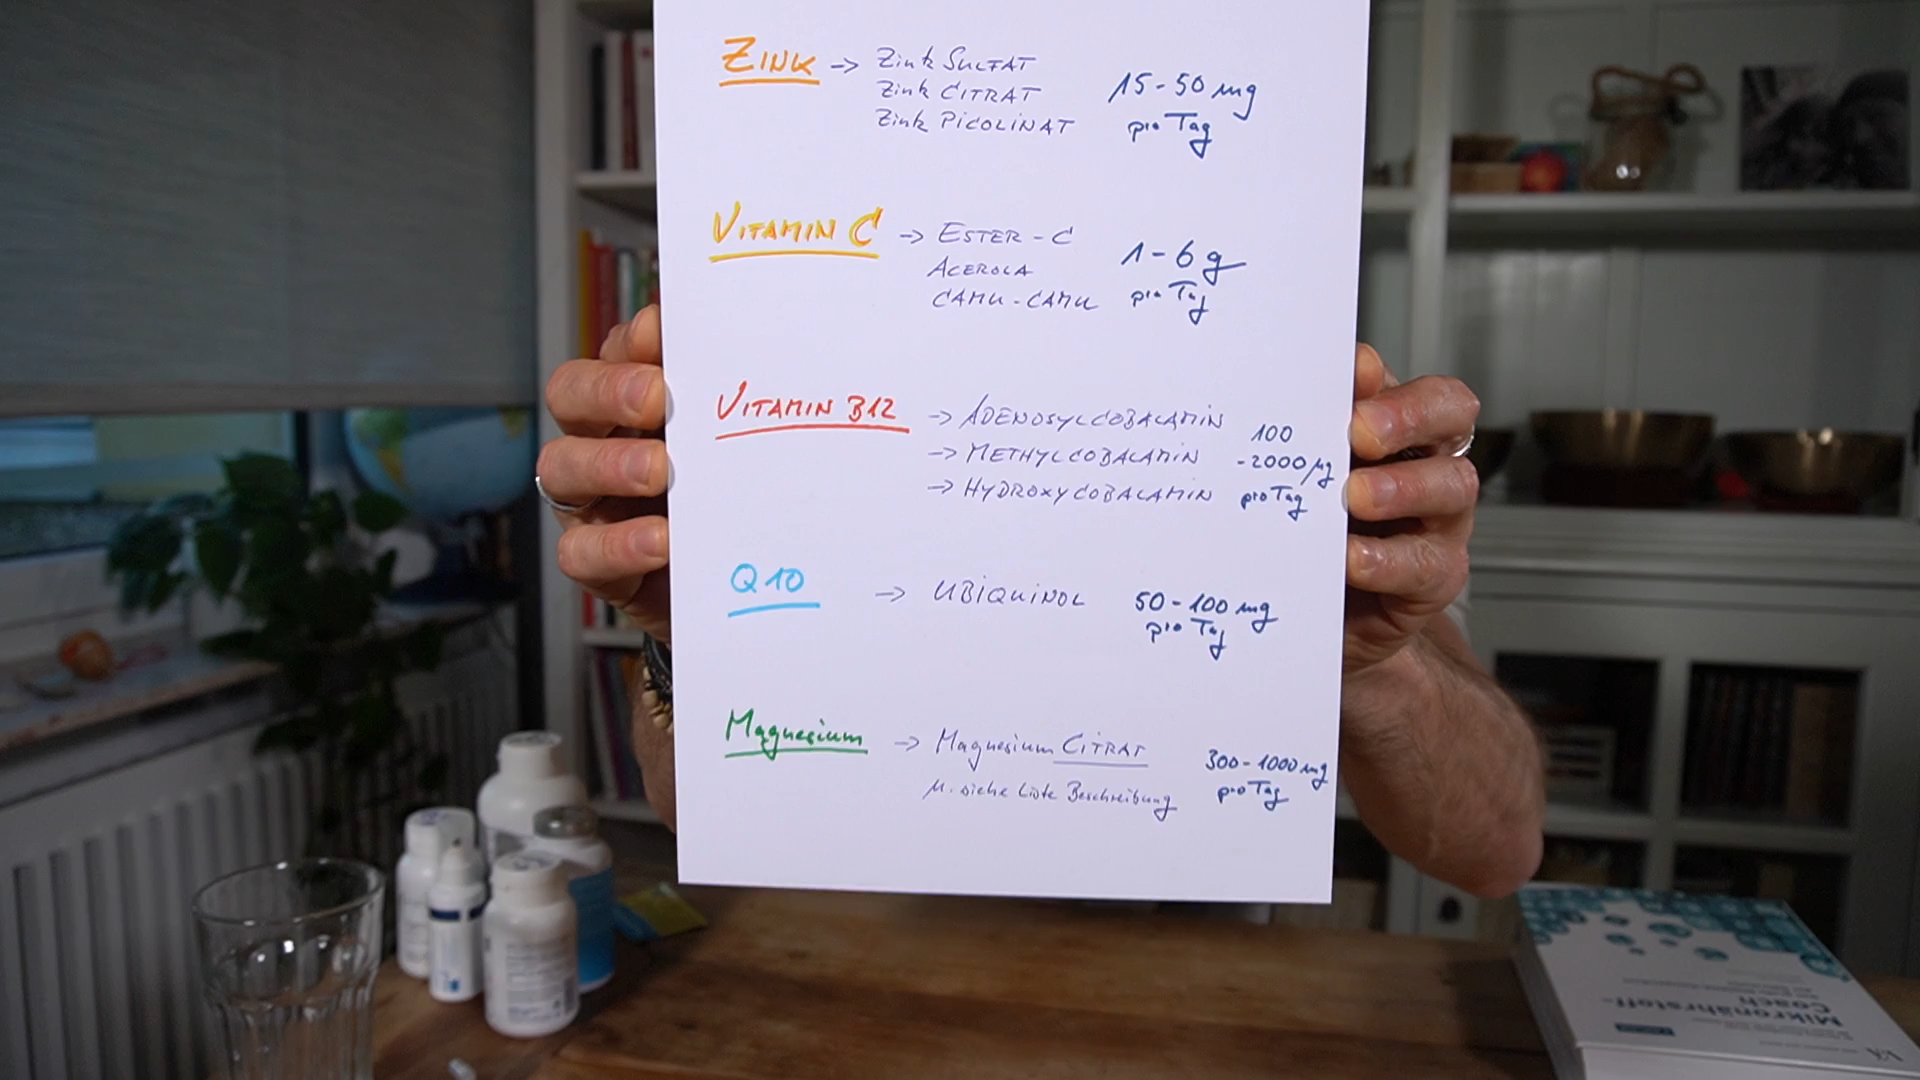 ZINK → Zink SULFAT
Zink CITRAT
Zink PICOLINAT
15-50 mg
pro Tag
VITAMIN C → ESTER-C
ACEROLA
CAMU-CAMU
1-6 g
pro Tag
VITAMIN B12 → ADENOSYLCOBALAMIN
→ METHYLCOBALAMIN
→ HYDROXYCOBALAMIN
100
-2000 µg
pro Tag
Q10 → UBIQUINOL
50-100 mg
pro Tag
Magnesium → Magnesium CITRAT
u. siehe Liste Beschreibung
300-1000 mg
pro Tag
Mikronährstoff-
Coach